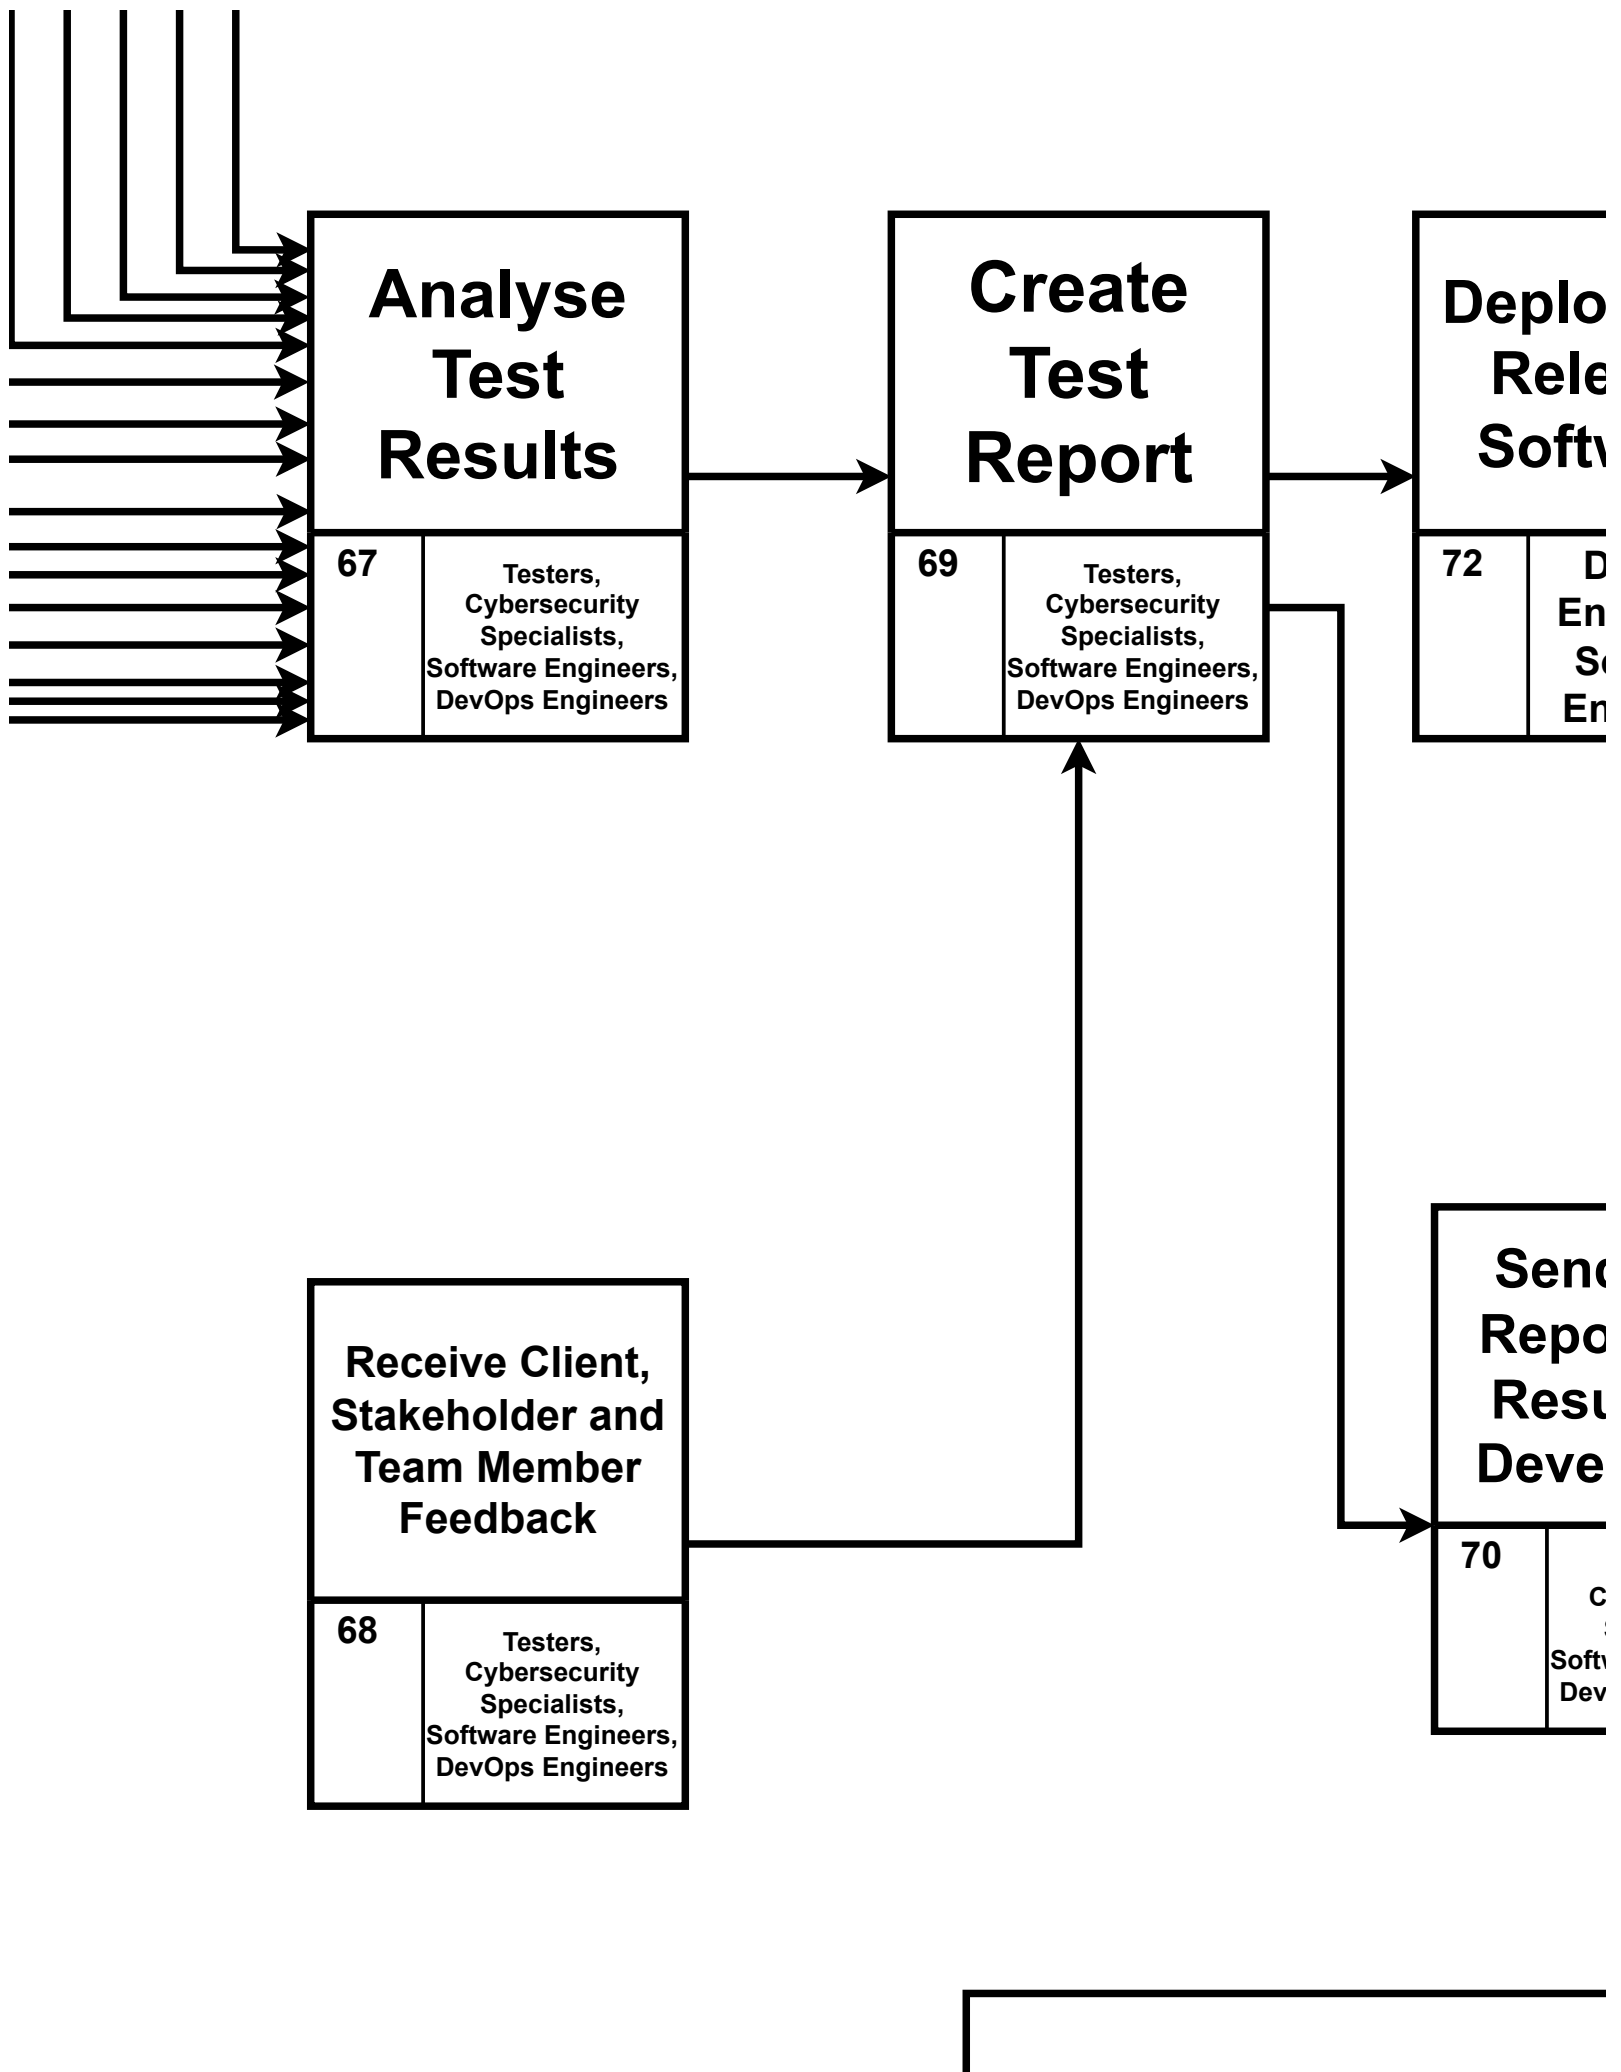 Analyse
Test
Results
67
Testers,
Cybersecurity
Specialists,
Software Engineers,
DevOps Engineers
Create
Test
Report
69
Testers,
Cybersecurity
Specialists,
Software Engineers,
DevOps Engineers
72
Receive Client,
Stakeholder and
Team Member
Feedback
68
Testers,
Cybersecurity
Specialists,
Software Engineers,
DevOps Engineers
70